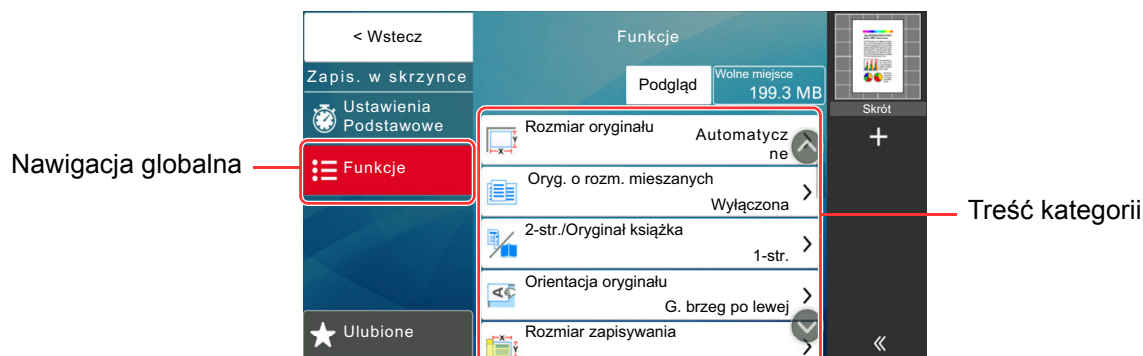 < Wstecz
Funkcje
Zapis. w skrzynce
Podgląd
Wolne miejsce
199.3 MB
Skrót
Ustawienia
Podstawowe
Rozmiar oryginału
Automatycz
ne
Nawigacja globalna
Funkcje
Oryg. o rozm. mieszanych
Wyłączona
Treść kategorii
2-str./Oryginał książka
1-str.
Orientacja oryginału
G. brzeg po lewej
Ulubione
Rozmiar zapisywania